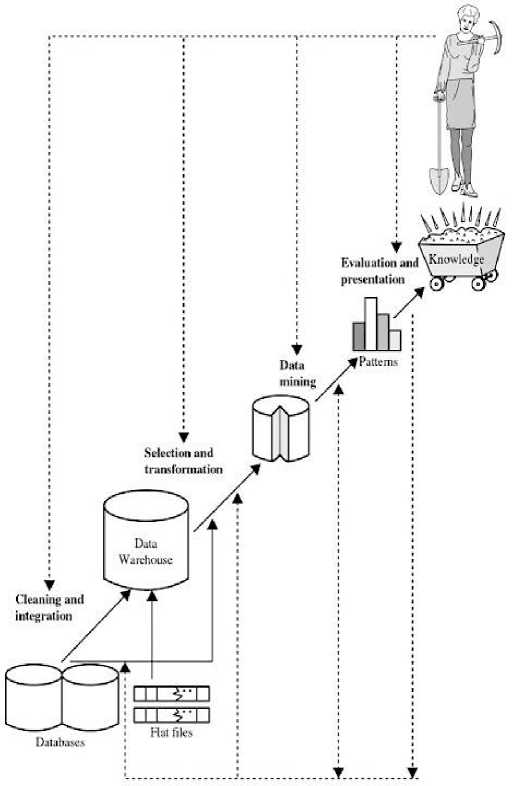 Evaluation and
presentation
Knowledge
Patterns
Data
mining
Selection and
transformation
Data
Warehouse
Cleaning and
integration
Databases
Flat files